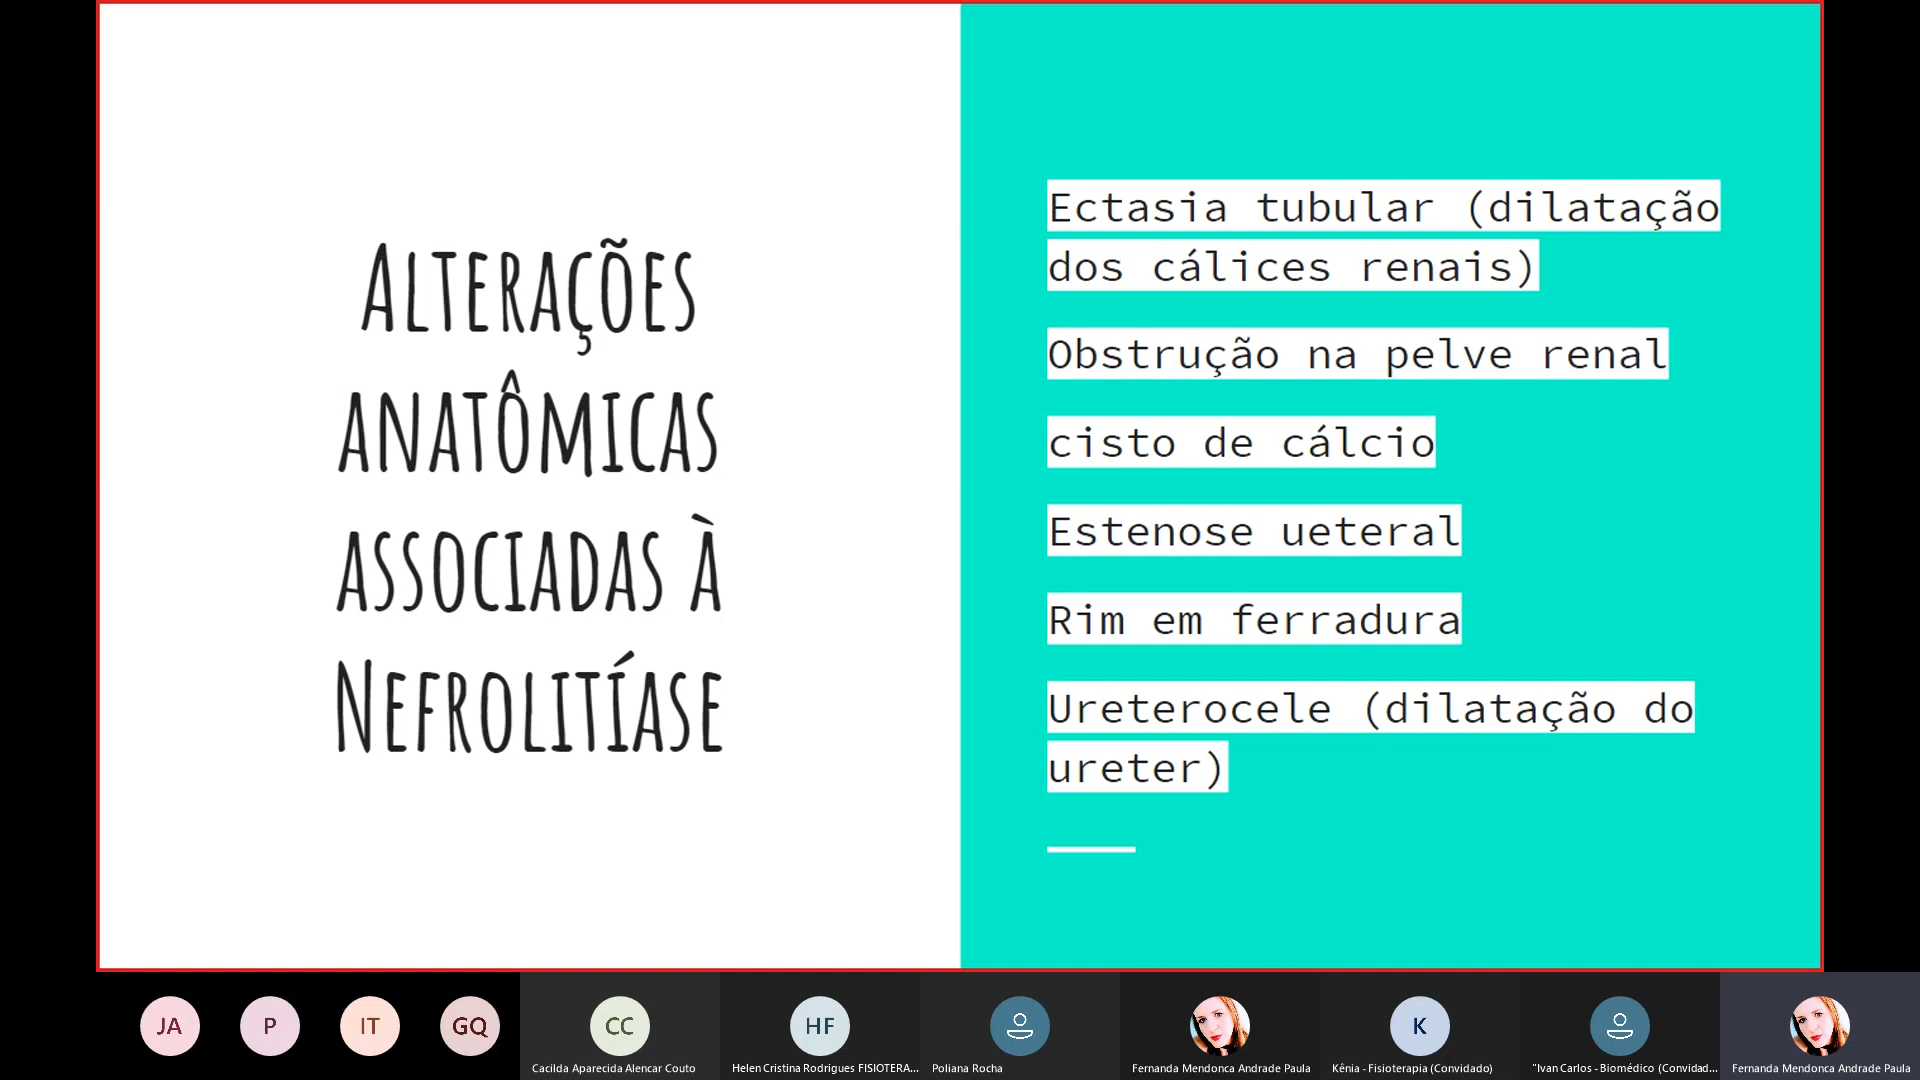 ALTERAÇÕES
ANATÔMICAS
ASSOCIADAS À
NEFROLITÍASE
Ectasia tubular (dilatação
dos cálices renais)
Obstrução na pelve renal
cisto de cálcio
Estenose ueteral
Rim em ferradura
Ureterocele (dilatação do
ureter)
JA
P
IT
GQ
CC
HF
K
Cacilda Aparecida Alencar Couto
Helen Cristina Rodrigues FISIOTERA...
Poliana Rocha
Fernanda Mendonca Andrade Paula
Kênia - Fisioterapia (Convidado)
"Ivan Carlos - Biomédico (Convidad...
Fernanda Mendonca Andrade Paula